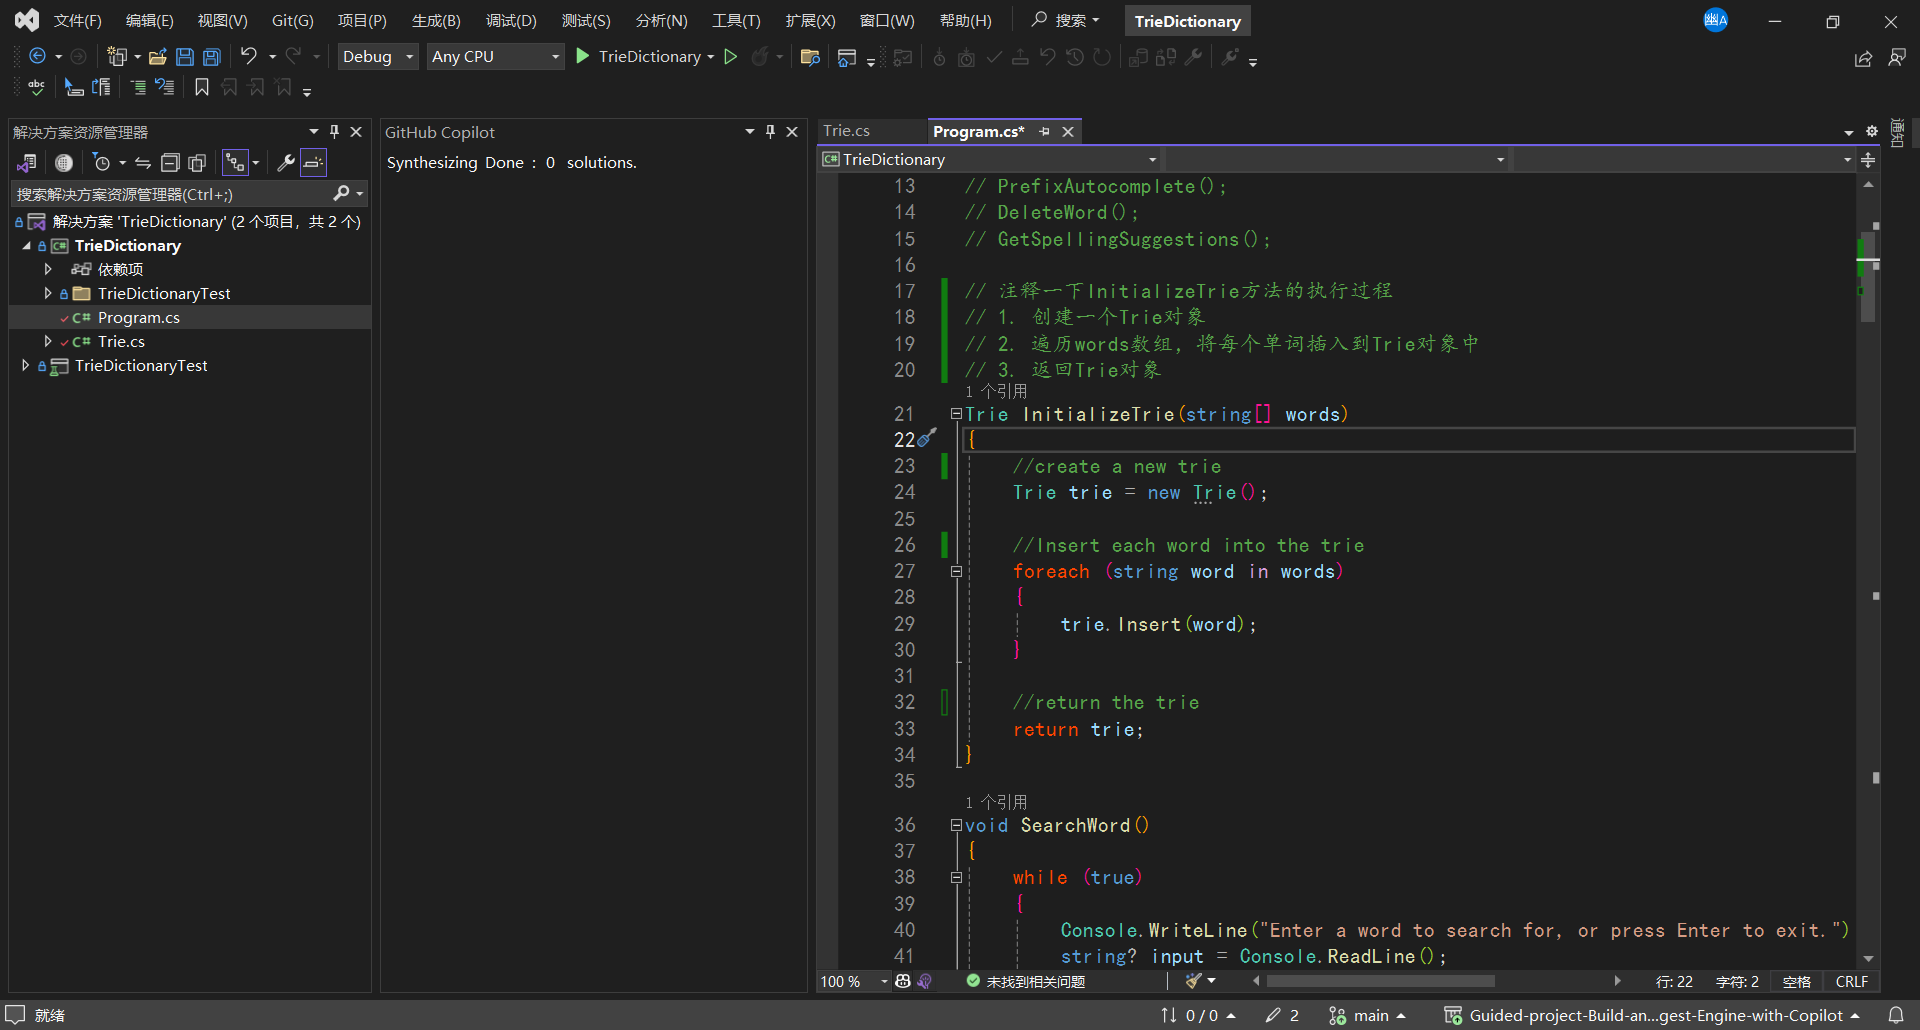 文件(F) 编辑(E) 视图(V) Git(G) 项目(P) 生成(B) 调试(D) 测试(S) 分析(N) 工具(T) 扩展(X) 窗口(W) 帮助(H) 搜索 TrieDictionary 幽A
Debug Any CPU TrieDictionary
abc
解决方案资源管理器
搜索解决方案资源管理器(Ctrl+;)
解决方案 'TrieDictionary' (2 个项目，共 2 个)
C# TrieDictionary
依赖项
TrieDictionaryTest
C# Program.cs
C# Trie.cs
TrieDictionaryTest
GitHub Copilot
Synthesizing Done : 0 solutions.
Trie.cs Program.cs*
通知
C# TrieDictionary
13 // PrefixAutocomplete();
14 // DeleteWord();
15 // GetSpellingSuggestions();
16
17 // 注释一下InitializeTrie方法的执行过程
18 // 1. 创建一个Trie对象
19 // 2. 遍历words数组，将每个单词插入到Trie对象中
20 // 3. 返回Trie对象
1 个引用
21 Trie InitializeTrie(string[] words)
22 {
23 //create a new trie
24 Trie trie = new Trie();
25
26 //Insert each word into the trie
27 foreach (string word in words)
28 {
29 trie.Insert(word);
30 }
31
32 //return the trie
33 return trie;
34 }
35
1 个引用
36 void SearchWord()
37 {
38 while (true)
39 {
40 Console.WriteLine("Enter a word to search for, or press Enter to exit.")
41 string? input = Console.ReadLine();
100 % 未找到相关问题 行: 22 字符: 2 空格 CRLF
就绪 0 / 0 2 main Guided-project-Build-an...gest-Engine-with-Copilot